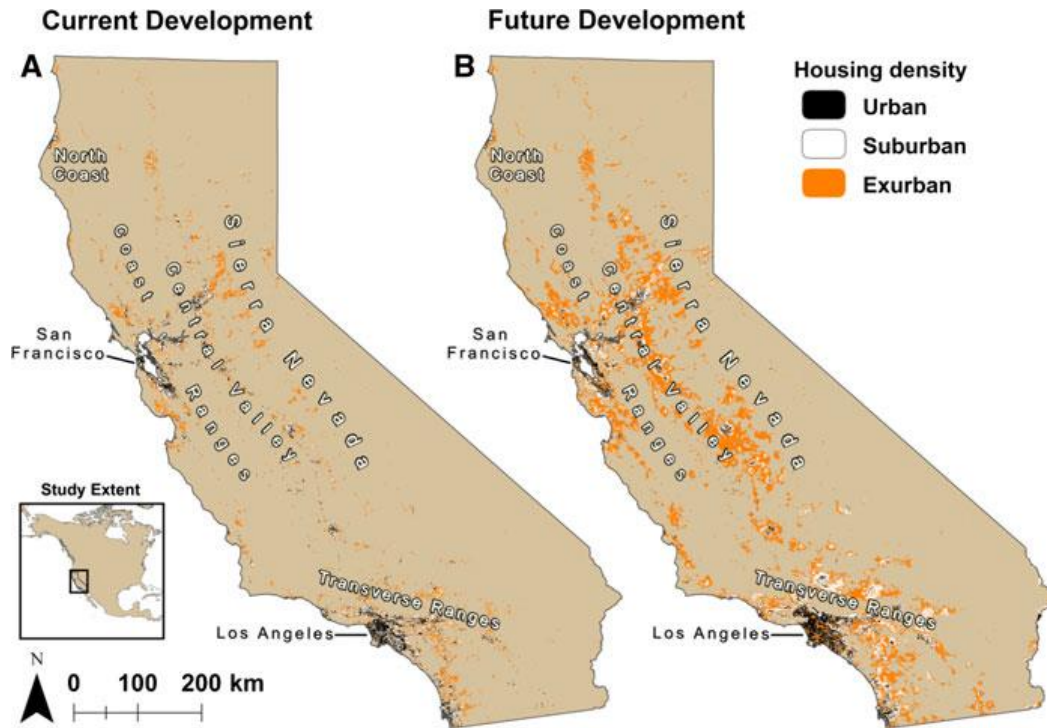 Current Development
Future Development
A
B
Housing density
Urban
Suburban
Exurban
North
Coast
Coast Ranges
Central Valley
Sierra Nevada
San
Francisco
Transverse Ranges
Los Angeles
North
Coast
Coast Ranges
Central Valley
Sierra Nevada
San
Francisco
Transverse Ranges
Los Angeles
Study Extent
N
0 100 200 km